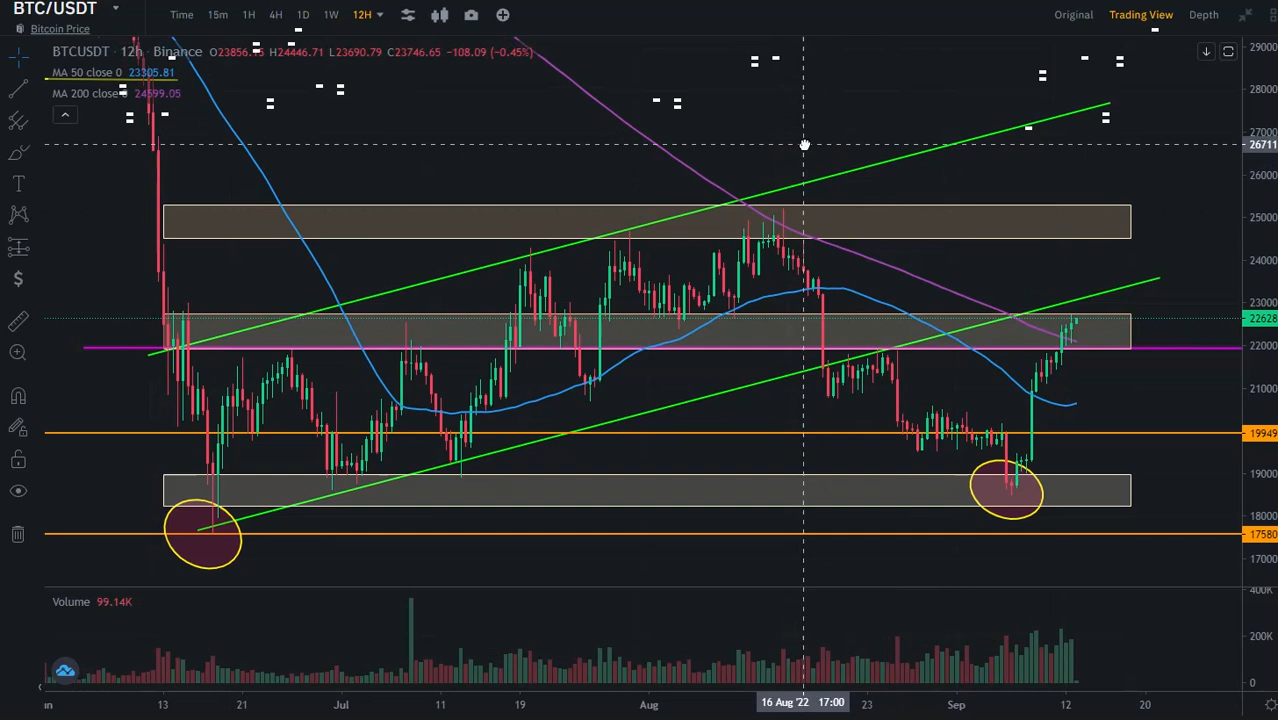 BTC/USDT
Bitcoin Price
Time 15m 1H 4H 1D 1W 12H
Original Trading View Depth
BTCUSDT · 12h · Binance O23856.15 H24446.71 L23690.79 C23746.65 −108.09 (−0.45%)
MA 50 close 0 23305.81
MA 200 close 0 24599.05
29000
28000
27000
26711
26000
25000
24000
23000
22628
22000
21000
19949
19000
18000
17580
17000
Volume 99.14K
400K
200K
0
13 21 Jul 11 19 Aug 16 Aug '22 17:00 23 Sep 12 20